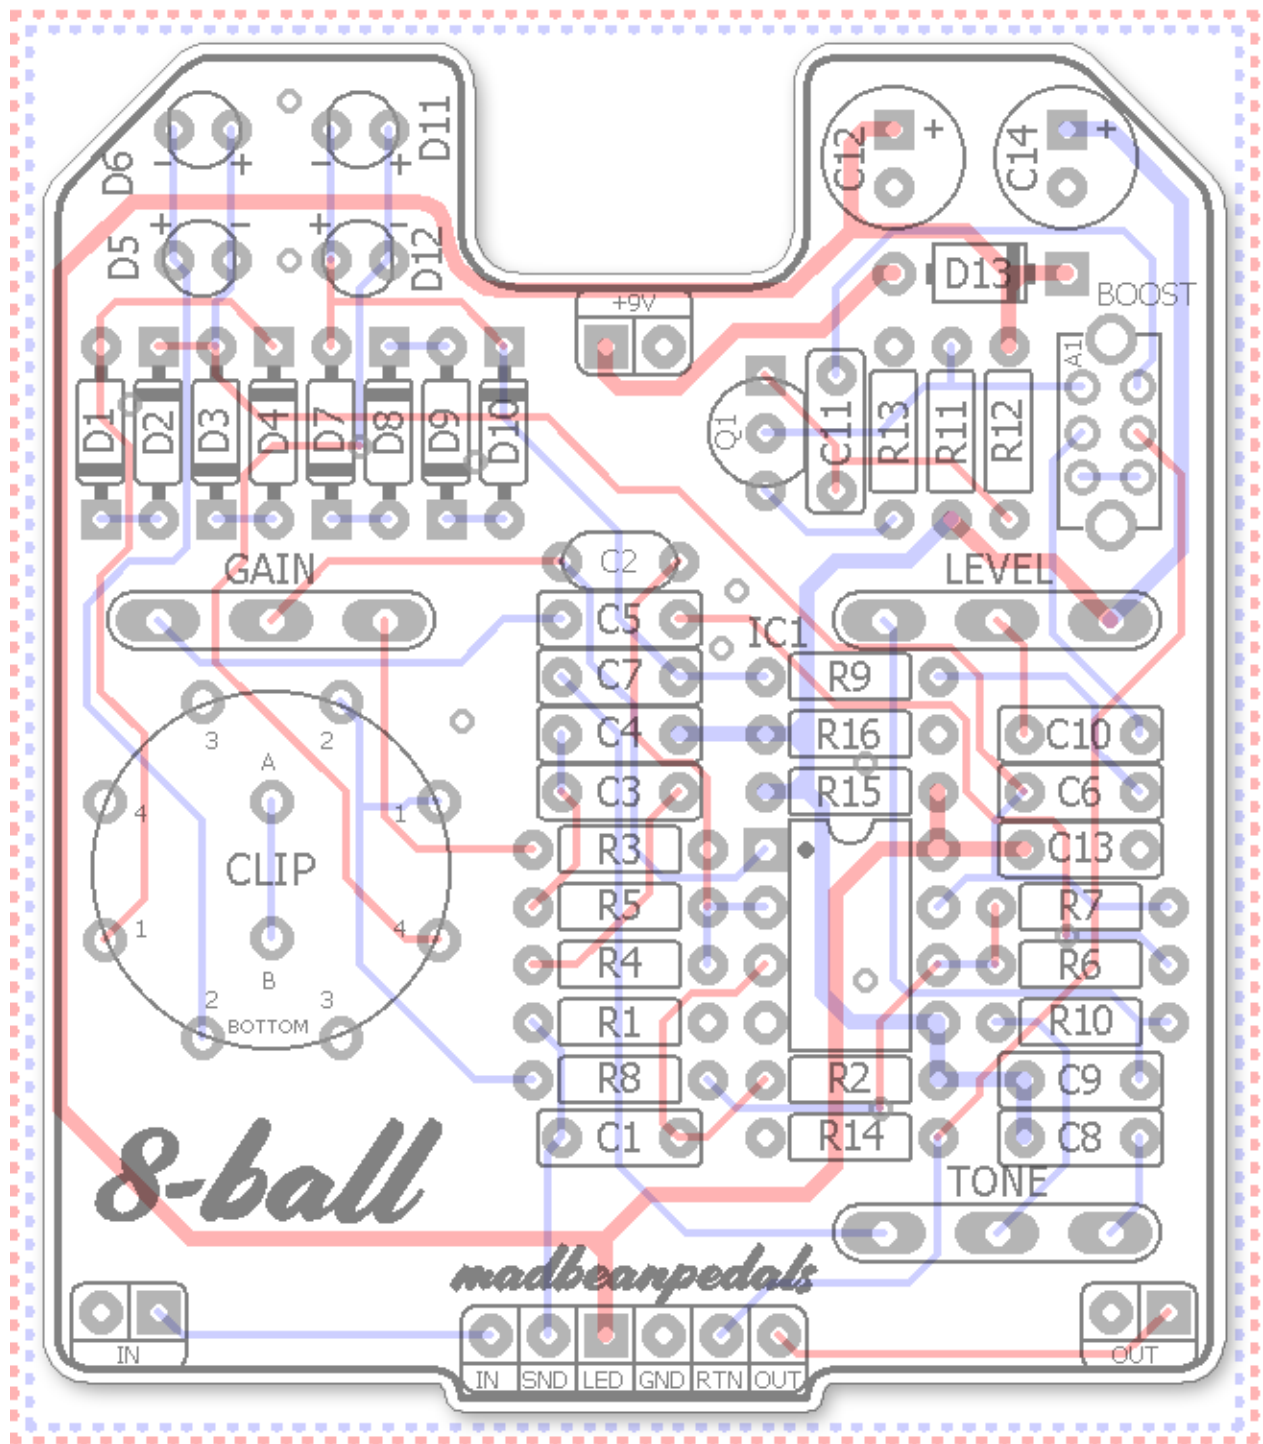 D6 D11 C12 + C14 +
- + - +
+ - + -
D5 D12 D13
+9V BOOST
A1
D1 D2 D3 D4 D7 D8 D9 D10 Q1 C11 R13 R11 R12
GAIN C2 LEVEL
C5 IC1
C7 R9
3 2 C4 R16 C10
A
4 1 C3 R15 C6
CLIP R3 C13
1 4 R5 R7
B R4 R6
2 3
BOTTOM R1 R10
R8 R2 C9
8-ball C1 R14 C8
TONE
madbeanpedals
IN OUT
IN SND LED GND RTN OUT